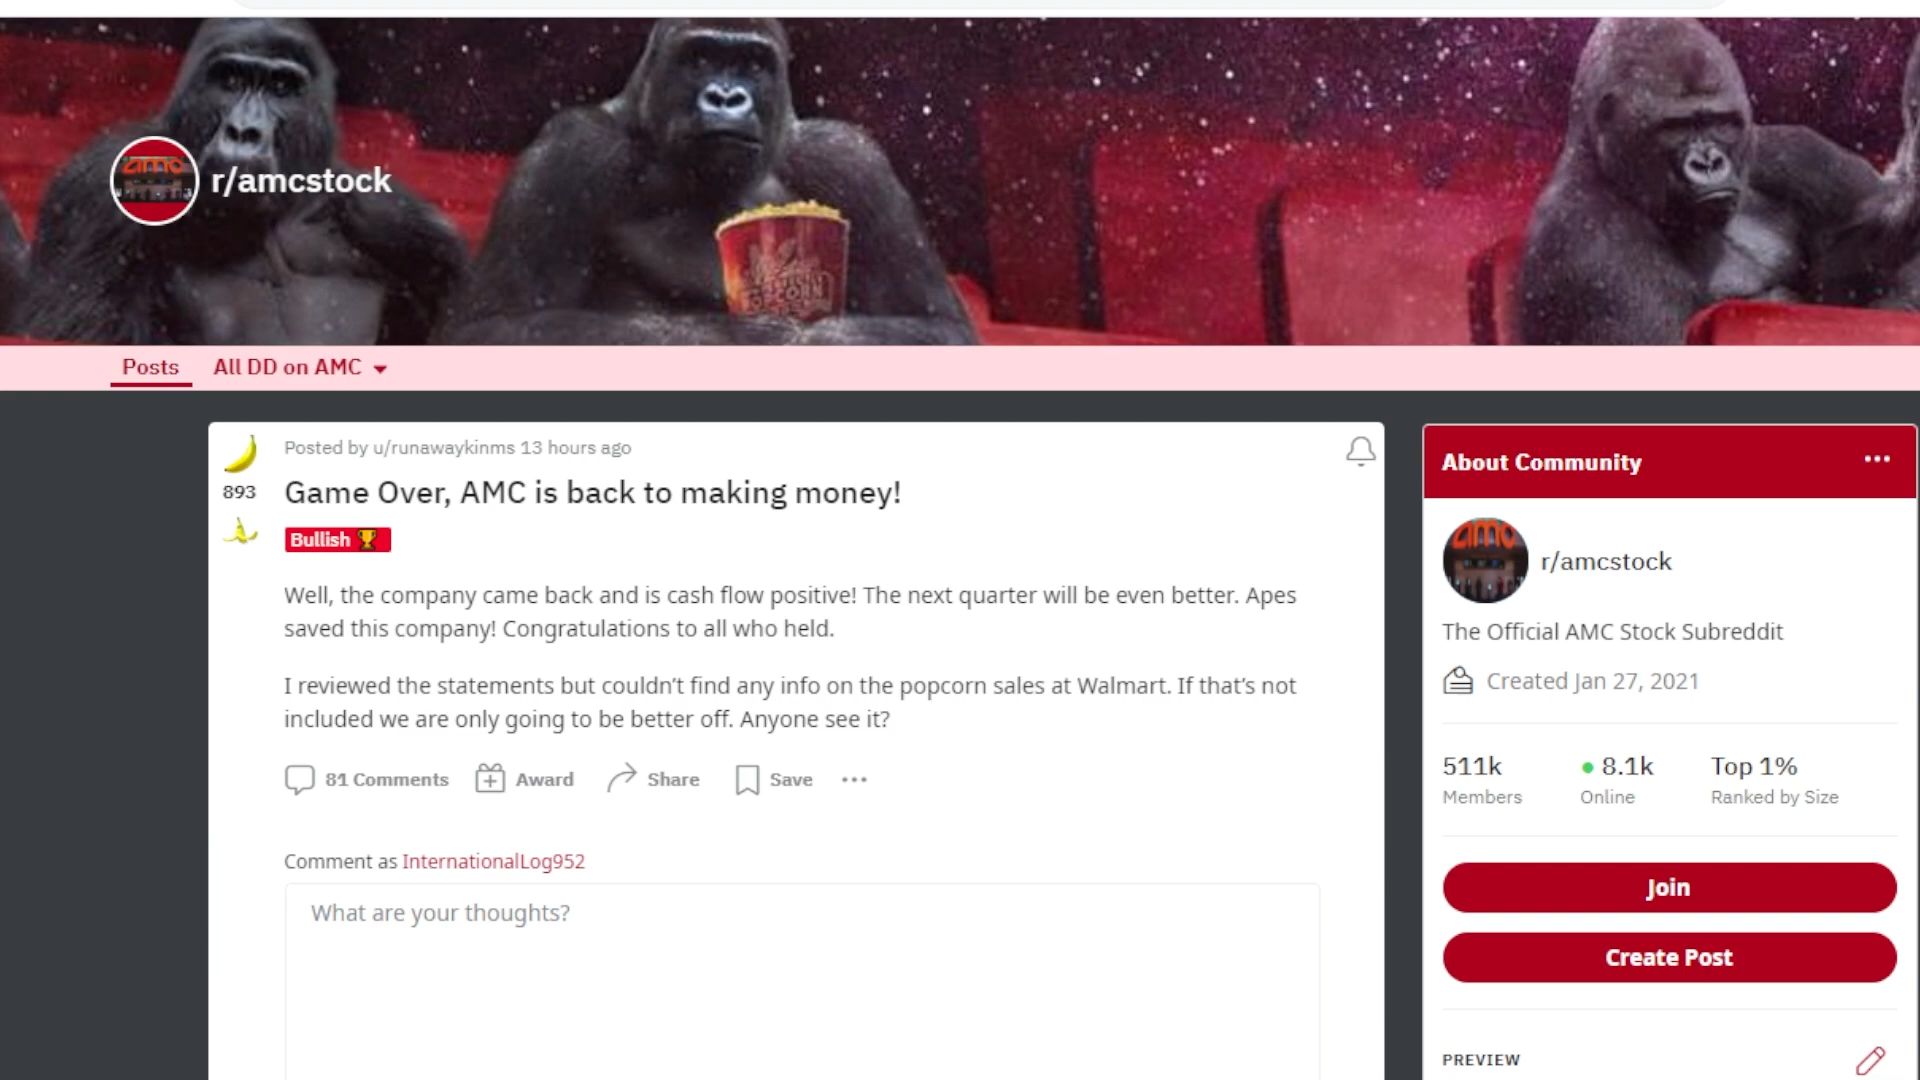 r/amcstock
Posts
All DD on AMC
Posted by u/runawaykinms 13 hours ago
893
Game Over, AMC is back to making money!
Bullish 🏆
Well, the company came back and is cash flow positive! The next quarter will be even better. Apes
saved this company! Congratulations to all who held.
I reviewed the statements but couldn’t find any info on the popcorn sales at Walmart. If that’s not
included we are only going to be better off. Anyone see it?
81 Comments
Award
Share
Save
Comment as InternationalLog952
What are your thoughts?
About Community
amc
r/amcstock
The Official AMC Stock Subreddit
Created Jan 27, 2021
511k
Members
8.1k
Online
Top 1%
Ranked by Size
Join
Create Post
PREVIEW